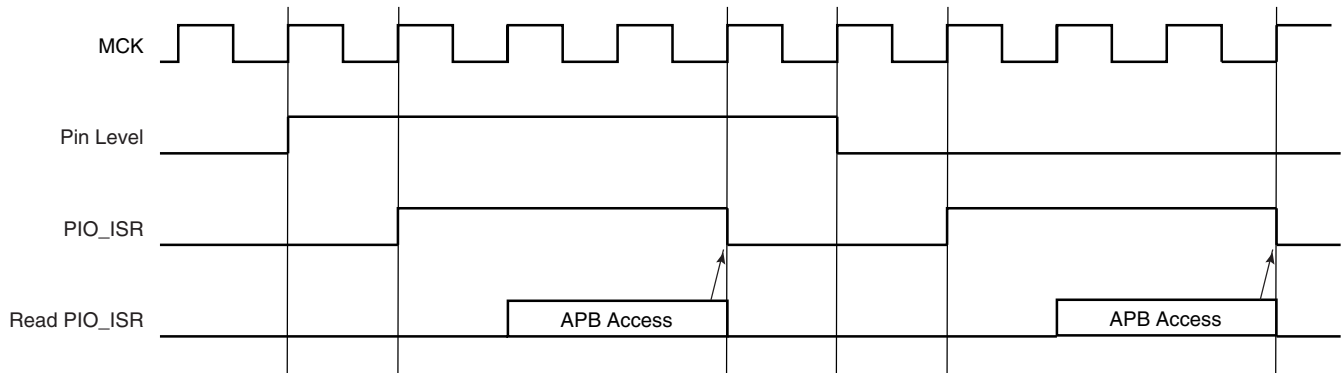 MCK
Pin Level
PIO_ISR
Read PIO_ISR
APB Access
APB Access